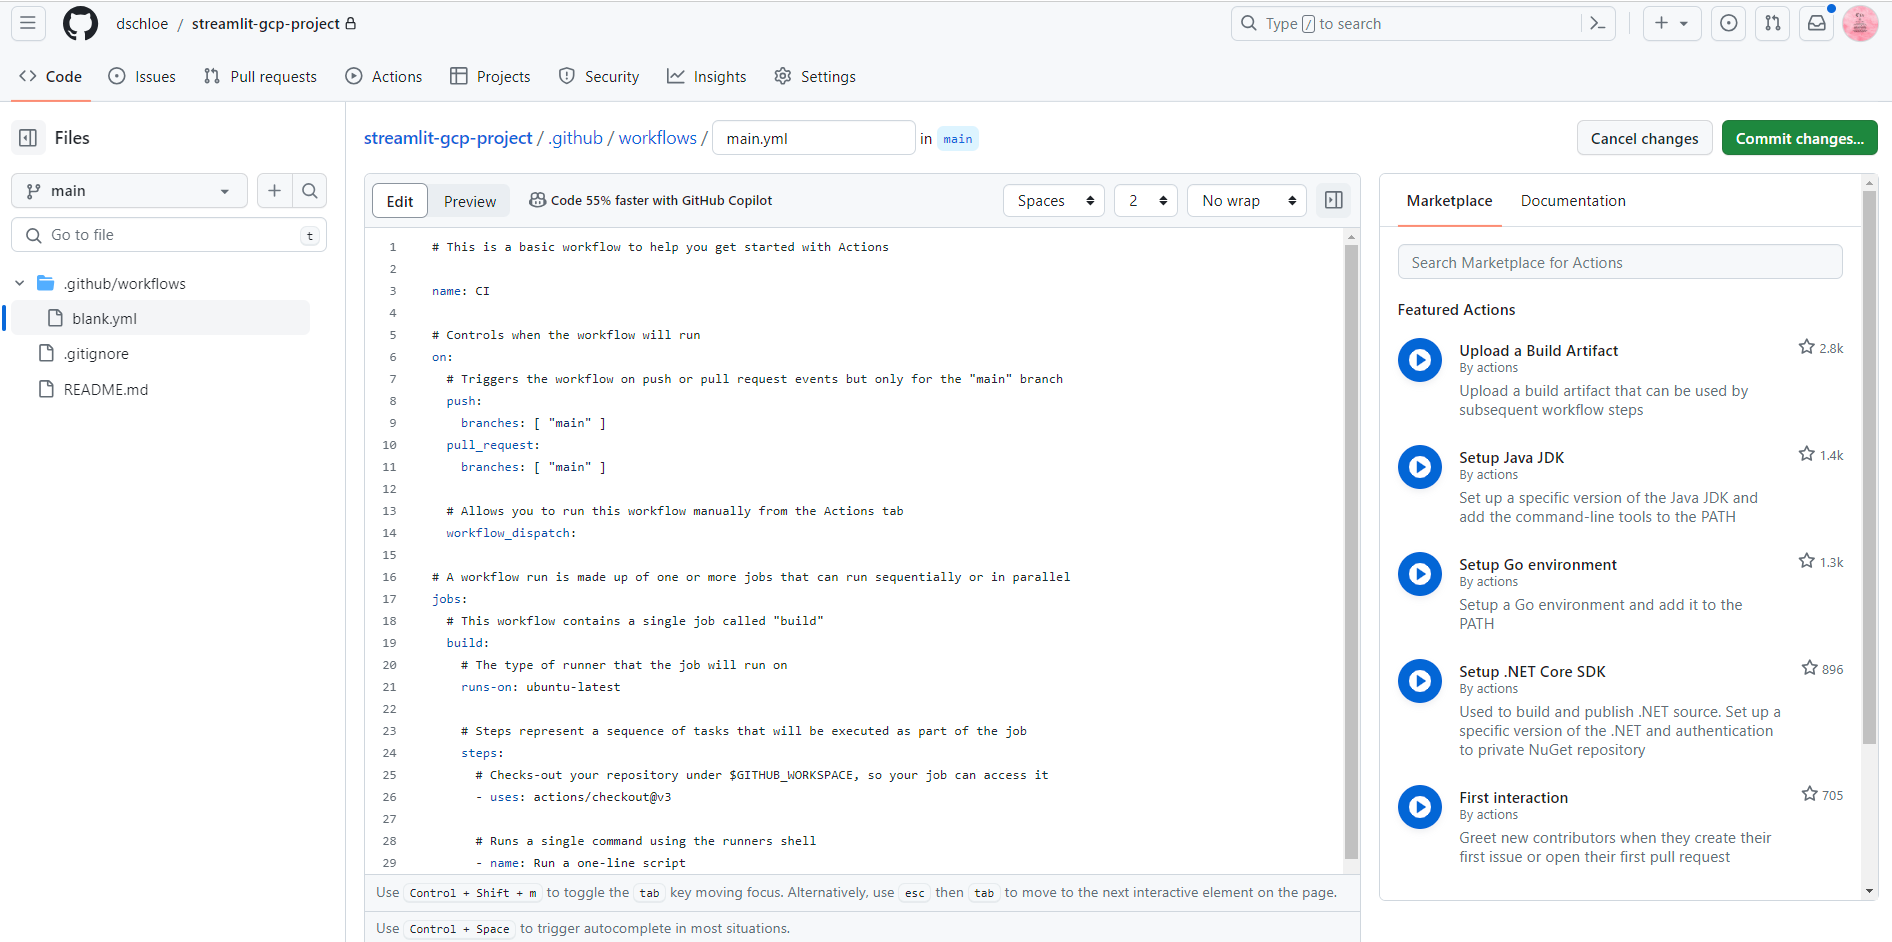 dschloe / streamlit-gcp-project
Type / to search
Code
Issues
Pull requests
Actions
Projects
Security
Insights
Settings
Files
main
Go to file
t
.github/workflows
blank.yml
.gitignore
README.md
streamlit-gcp-project / .github / workflows / main.yml in main
Cancel changes
Commit changes...
Edit
Preview
Code 55% faster with GitHub Copilot
Spaces
2
No wrap
1 # This is a basic workflow to help you get started with Actions
2
3 name: CI
4
5 # Controls when the workflow will run
6 on:
7 # Triggers the workflow on push or pull request events but only for the "main" branch
8 push:
9 branches: [ "main" ]
10 pull_request:
11 branches: [ "main" ]
12
13 # Allows you to run this workflow manually from the Actions tab
14 workflow_dispatch:
15
16 # A workflow run is made up of one or more jobs that can run sequentially or in parallel
17 jobs:
18 # This workflow contains a single job called "build"
19 build:
20 # The type of runner that the job will run on
21 runs-on: ubuntu-latest
22
23 # Steps represent a sequence of tasks that will be executed as part of the job
24 steps:
25 # Checks-out your repository under $GITHUB_WORKSPACE, so your job can access it
26 - uses: actions/checkout@v3
27
28 # Runs a single command using the runners shell
29 - name: Run a one-line script
Use Control + Shift + m to toggle the tab key moving focus. Alternatively, use esc then tab to move to the next interactive element on the page.
Use Control + Space to trigger autocomplete in most situations.
Marketplace
Documentation
Search Marketplace for Actions
Featured Actions
Upload a Build Artifact
2.8k
By actions
Upload a build artifact that can be used by
subsequent workflow steps
Setup Java JDK
1.4k
By actions
Set up a specific version of the Java JDK and
add the command-line tools to the PATH
Setup Go environment
1.3k
By actions
Setup a Go environment and add it to the
PATH
Setup .NET Core SDK
896
By actions
Used to build and publish .NET source. Set up a
specific version of the .NET and authentication
to private NuGet repository
First interaction
705
By actions
Greet new contributors when they create their
first issue or open their first pull request